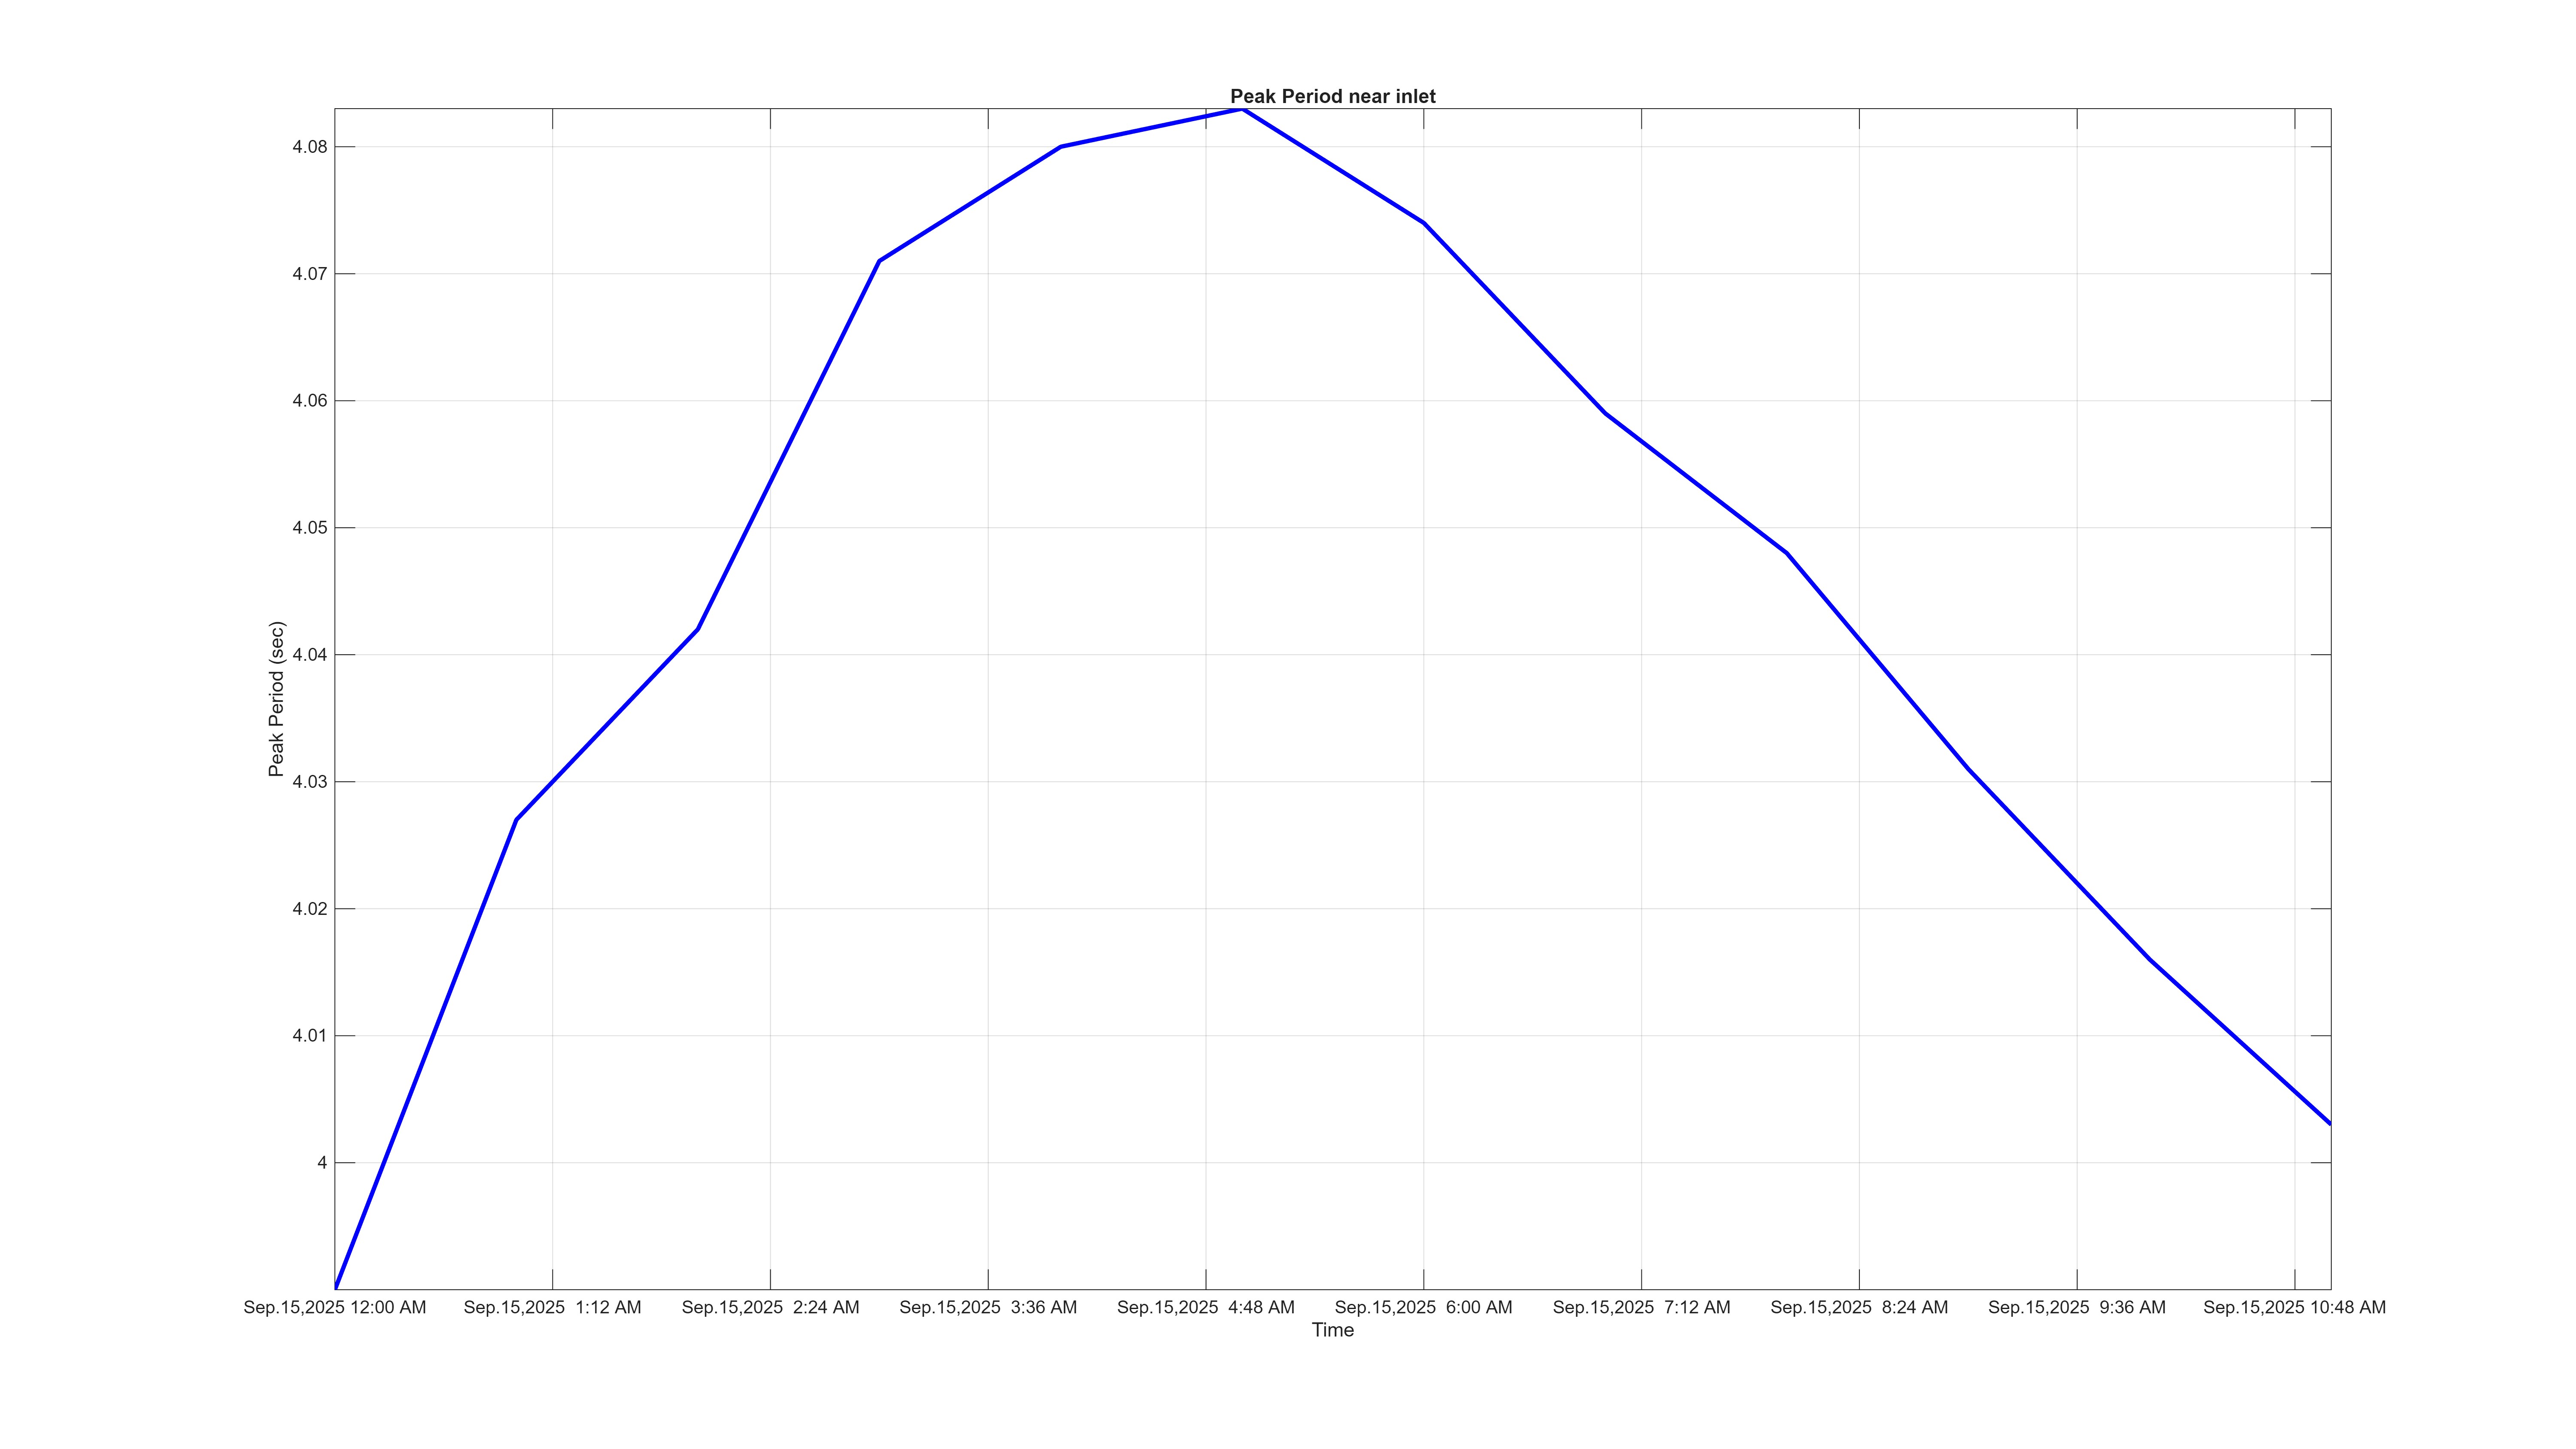 Peak Period near inlet
4.08
4.07
4.06
4.05
4.04
4.03
4.02
4.01
4
Peak Period (sec)
Sep.15,2025 12:00 AM
Sep.15,2025  1:12 AM
Sep.15,2025  2:24 AM
Sep.15,2025  3:36 AM
Sep.15,2025  4:48 AM
Sep.15,2025  6:00 AM
Sep.15,2025  7:12 AM
Sep.15,2025  8:24 AM
Sep.15,2025  9:36 AM
Sep.15,2025 10:48 AM
Time